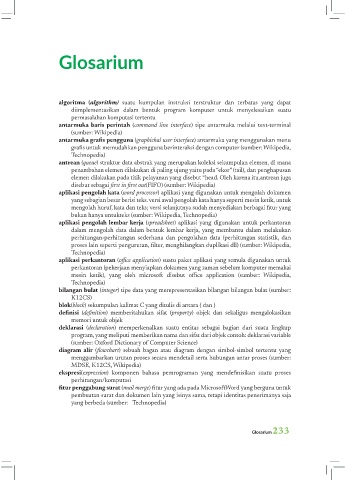 Glosarium
algoritma (algorithm) suatu kumpulan instruksi terstruktur dan terbatas yang dapat
diimplementasikan dalam bentuk program komputer untuk menyelesaikan suatu
permasalahan komputasi tertentu
antarmuka baris perintah (command line interface) tipe antarmuka melalui text-terminal
(sumber: Wikipedia)
antarmuka grafis pengguna (graphichal user interface) antarmuka yang menggunakan menu
grafis untuk memudahkan pengguna berinteraksi dengan computer (sumber: Wikipedia,
Technopedia)
antrean (queue) struktur data abstrak yang merupakan koleksi sekumpulan elemen, di mana
penambahan elemen dilakukan di paling ujung yaitu pada "ekor" (tail), dan penghapusan
elemen dilakukan pada titik pelayanan yang disebut "head. Oleh karena itu,antrean juga
disebut sebagai first in first out(FIFO) (sumber: Wikipedia)
aplikasi pengolah kata (word processor) aplikasi yang digunakan untuk mengolah dokumen
yang sebagian besar berisi teks. versi awal pengolah kata hanya seperti mesin ketik, untuk
mengolah huruf, kata dan teks; versi selanjutnya sudah menyediakan berbagai fitur yang
bukan hanya untukteks (sumber: Wikipedia, Technopedia)
aplikasi pengolah lembar kerja (spreadsheet) aplikasi yang digunakan untuk perkantoran
dalam mengolah data dalam bentuk lembar kerja, yang membantu dalam melakukan
perhitungan-perhitungan sederhana dan pengolahan data (perhitungan statistik, dan
proses lain seperti pengurutan, filtur, menghilangkan duplikasi dll) (sumber: Wikipedia,
Technopedia)
aplikasi perkantoran (office application) suatu paket aplikasi yang semula digunakan untuk
perkantoran (pekerjaan menyiapkan dokumen yang zaman sebelum komputer memakai
mesin ketik), yang oleh microsoft disebut office application (sumber: Wikipedia,
Technopedia)
bilangan bulat (integer) tipe data yang merepresentasikan bilangan bilangan bulat (sumber:
K12CS)
blok(block) sekumpulan kalimat C yang ditulis di antara { dan }
definisi (definition) memberitahukan sifat (property) objek dan sekaligus mengalokasikan
memori untuk objek
deklarasi (declaration) memperkenalkan suatu entitas sebagai bagian dari suatu lingkup
program, yang meliputi memberikan nama dan sifat dari objek contoh: deklarasi variable
(sumber: Oxford Dictionary of Computer Science)
diagram alir (flowchart) sebuah bagan atau diagram dengan simbol-simbol tertentu yang
menggambarkan urutan proses secara mendetail serta hubungan antar proses (sumber:
MDSR, K12CS, Wikipedia)
ekspresi(expression) komponen bahasa pemrograman yang mendefinisikan suatu proses
perhitungan/komputasi
fitur penggabung surat (mail merge) fitur yang ada pada Microsoft Word yang berguna untuk
pembuatan surat dan dokumen lain yang isinya sama, tetapi identitas penerimanya saja
yang berbeda (sumber: Technopedia)
Glosarium 233